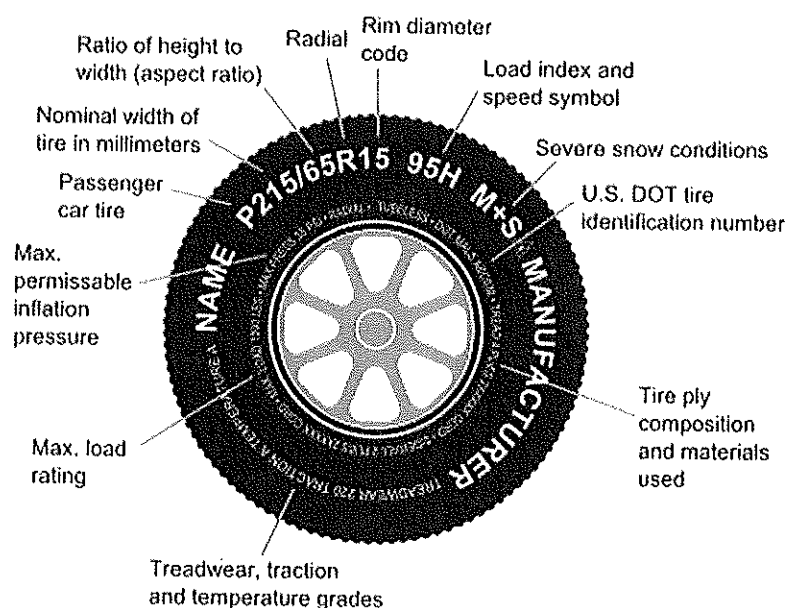 Ratio of height to
width (aspect ratio)
Radial
Rim diameter
code
Load index and
speed symbol
Nominal width of
tire in millimeters
Severe snow conditions
Passenger
car tire
U.S. DOT tire
identification number
Max.
permissable
inflation
pressure
NAME P215/65R15 95H M+S MANUFACTURER
TREADWEAR 220 TRACTION A TEMPERATURE A
Tire ply
composition
and materials
used
Max. load
rating
Treadwear, traction
and temperature grades